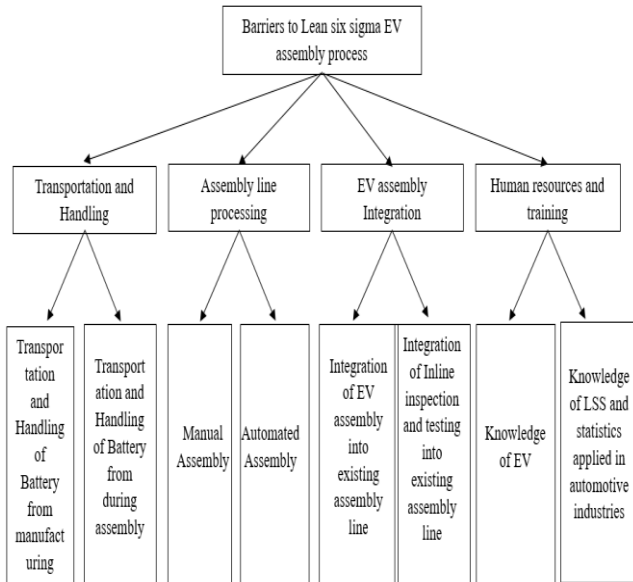 Barriers to Lean six sigma EV
assembly process
Transportation and
Handling
Assembly line
processing
EV assembly
Integration
Human resources and
training
Transpor
tation
and
Handling
of
Battery
from
manufact
uring
Transport
ation and
Handling
of Battery
from
during
assembly
Manual
Assembly
Automated
Assembly
Integration
of EV
assembly
into
existing
assembly
line
Integration
of Inline
inspection
and testing
into
existing
assembly
line
Knowledge
of EV
Knowledge
of LSS and
statistics
applied in
automotive
industries